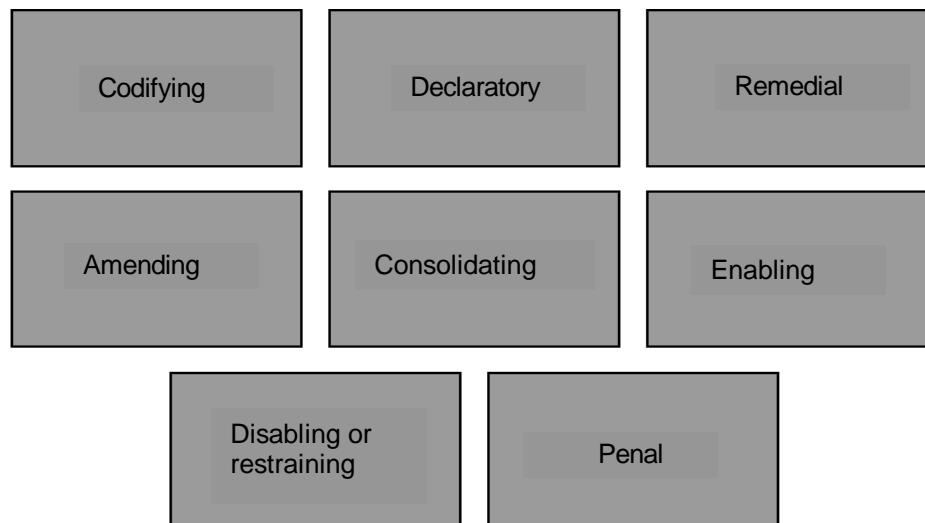 Codifying
Declaratory
Remedial
Amending
Consolidating
Enabling
Disabling or
restraining
Penal